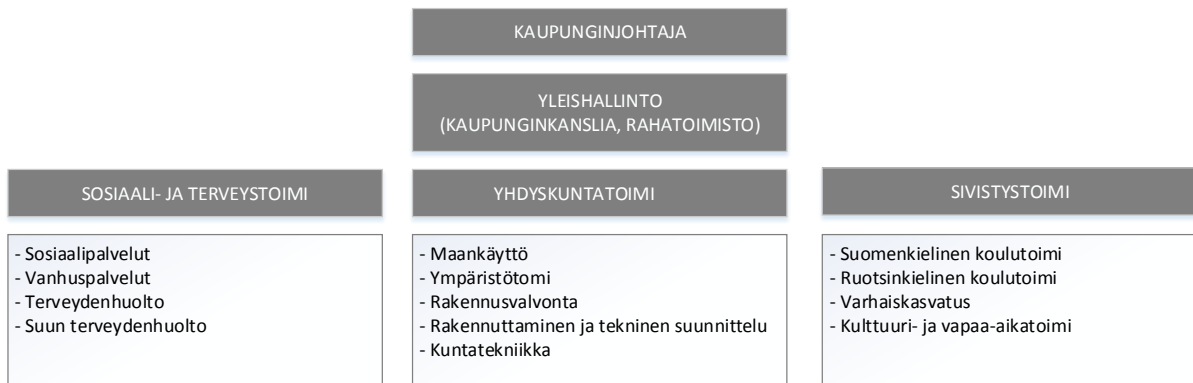 KAUPUNGINJOHTAJA
YLEISHALLINTO
(KAUPUNGINKANSLIA, RAHATOIMISTO)
SOSIAALI- JA TERVEYSTOIMI
- Sosiaalipalvelut
- Vanhuspalvelut
- Terveydenhuolto
- Suun terveydenhuolto
YHDYSKUNTATOIMI
- Maankäyttö
- Ympäristötomi
- Rakennusvalvonta
- Rakennuttaminen ja tekninen suunnittelu
- Kuntatekniikka
SIVISTYSTOIMI
- Suomenkielinen koulutoimi
- Ruotsinkielinen koulutoimi
- Varhaiskasvatus
- Kulttuuri- ja vapaa-aikatoimi